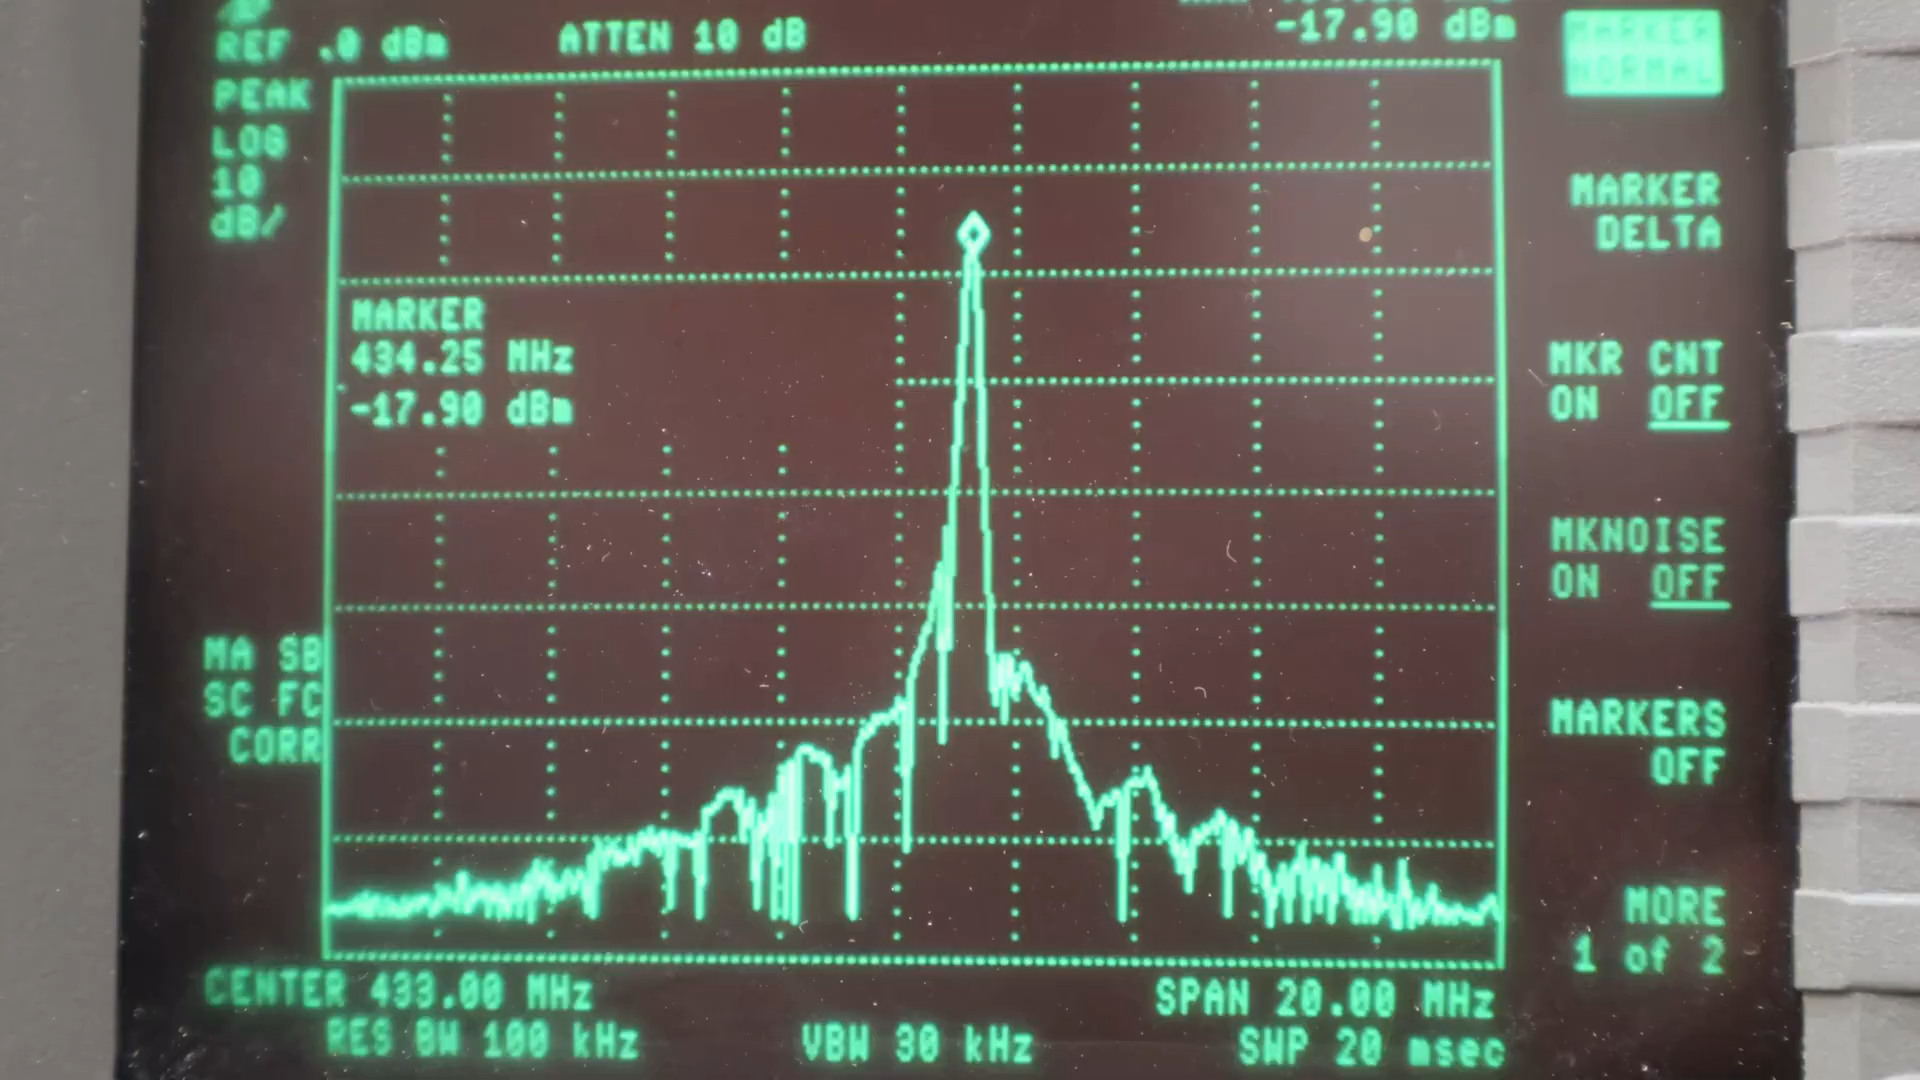 REF .0 dBm
ATTEN 10 dB
-17.90 dBm
MARKER
NORMAL
PEAK
LOG
10
dB/
MARKER
DELTA
MARKER
434.25 MHz
-17.90 dBm
MKR CNT
ON OFF
MKNOISE
ON OFF
MA SB
SC FC
CORR
MARKERS
OFF
MORE
1 of 2
CENTER 433.00 MHz
SPAN 20.00 MHz
RES BW 100 kHz
VBW 30 kHz
SWP 20 msec